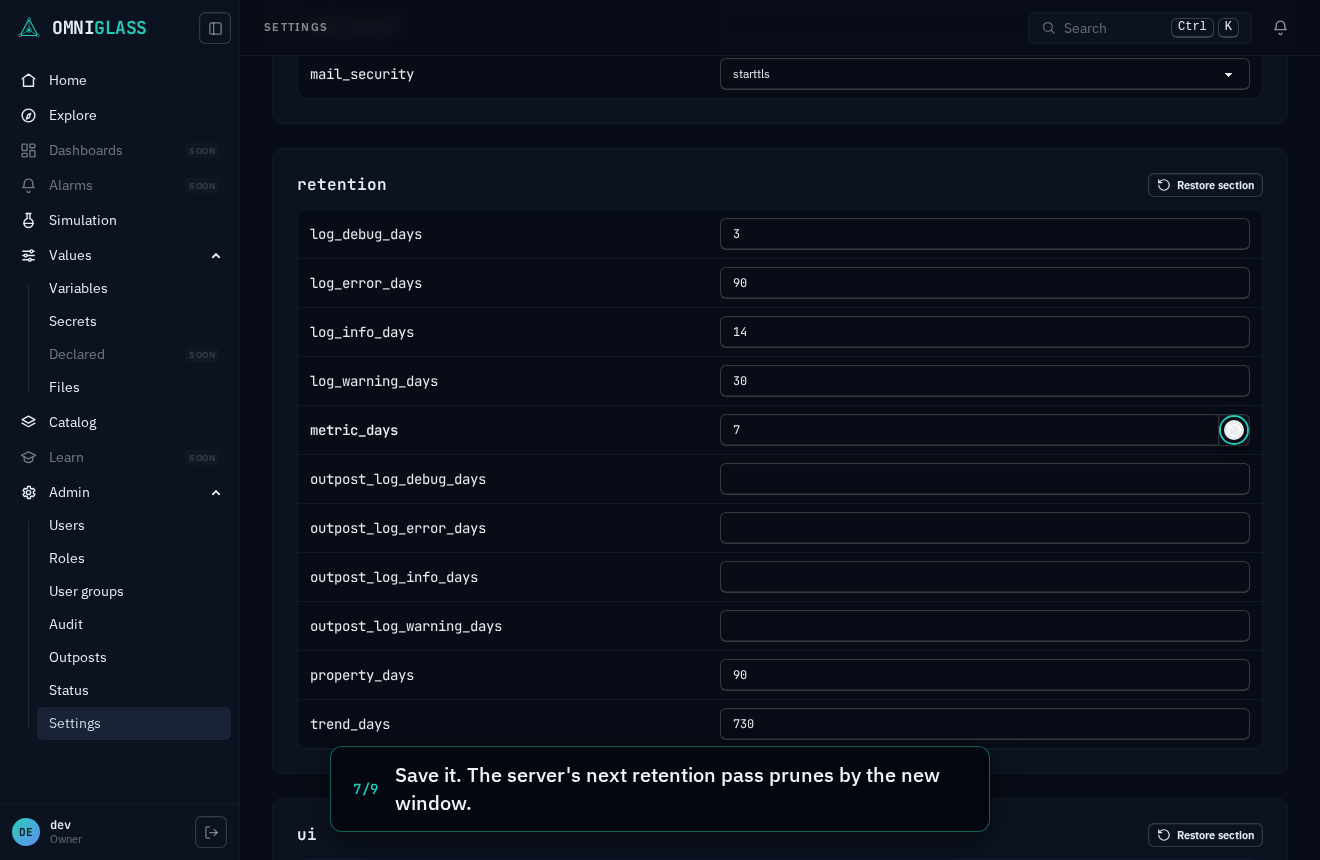 OMNIGLASS
SETTINGS
Search
Ctrl
K
Home
Explore
Dashboards
SOON
Alarms
SOON
Simulation
Values
Variables
Secrets
Declared
SOON
Files
Catalog
Learn
SOON
Admin
Users
Roles
User groups
Audit
Outposts
Status
Settings
DE
dev
Owner
mail_security
starttls
retention
Restore section
log_debug_days
3
log_error_days
90
log_info_days
14
log_warning_days
30
metric_days
7
outpost_log_debug_days
outpost_log_error_days
outpost_log_info_days
outpost_log_warning_days
property_days
90
trend_days
730
7/9
Save it. The server's next retention pass prunes by the new
window.
ui
Restore section